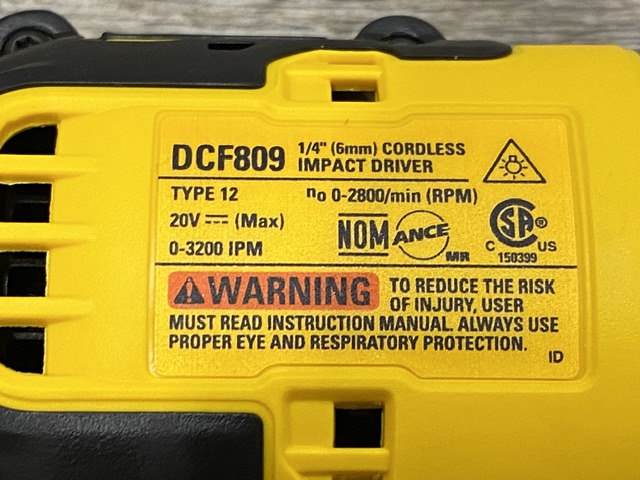 DCF809 1/4" (6mm) CORDLESS
IMPACT DRIVER
TYPE 12 no 0-2800/min (RPM)
20V ⎓ (Max)
0-3200 IPM
NOM ANCE MR
CSA ®
C US
150399
WARNING TO REDUCE THE RISK
OF INJURY, USER
MUST READ INSTRUCTION MANUAL. ALWAYS USE
PROPER EYE AND RESPIRATORY PROTECTION.
ID